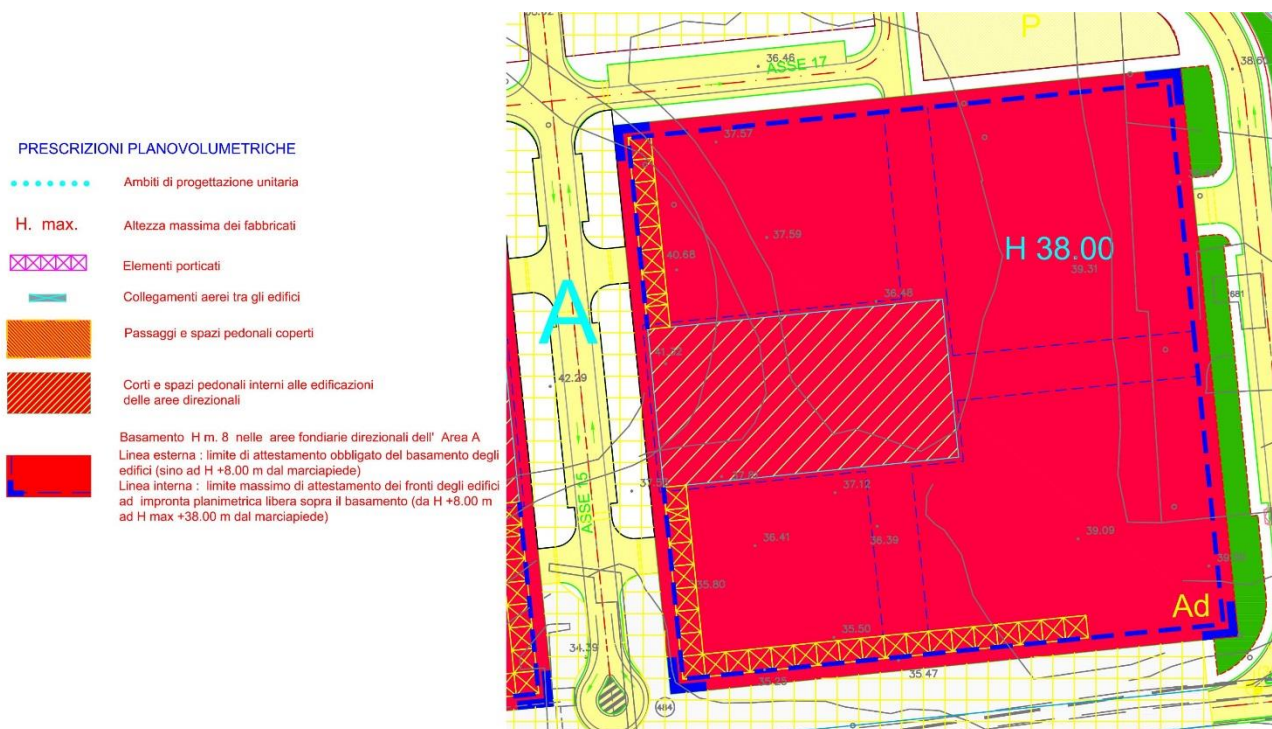 PRESCRIZIONI PLANOVOLUMETRICHE
Ambiti di progettazione unitaria
H. max.
Altezza massima dei fabbricati
Elementi porticati
Collegamenti aerei tra gli edifici
Passaggi e spazi pedonali coperti
Corti e spazi pedonali interni alle edificazioni
delle aree direzionali
Basamento H m. 8 nelle aree fondiarie direzionali dell' Area A
Linea esterna : limite di attestamento obbligato del basamento degli
edifici (sino ad H +8,00 m dal marciapiede)
Linea interna : limite massimo di attestamento dei fronti degli edifici
ad impronta planimetrica libera sopra il basamento (da H +8.00 m
ad H max +38.00 m dal marciapiede)
P
36.46
ASSE 17
37.57
37.59
40.68
H 38.00
39.31
36.48
681
A
41.32
42.29
37.12
ASSE 15
36.41
36.39
39.09
35.80
Ad
35.50
34.39
35.47
484